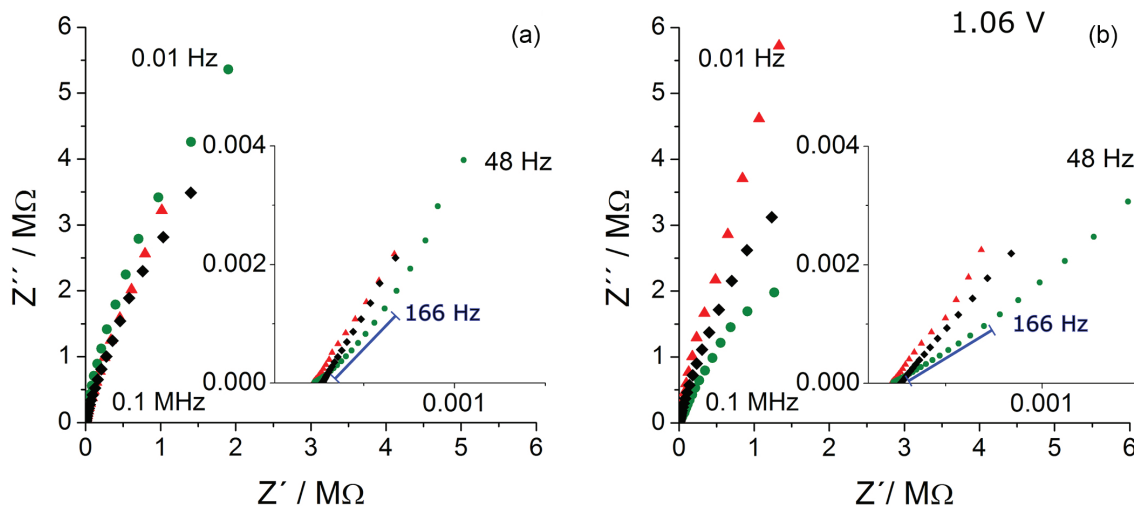 (a)
0.01 Hz
0.004
48 Hz
0.002
166 Hz
0.000
0.001
0.1 MHz
6
5
4
3
2
1
0
0 1 2 3 4 5 6
Z´´ / MΩ
Z´ / MΩ
1.06 V
(b)
0.01 Hz
0.004
48 Hz
0.002
166 Hz
0.000
0.001
0.1 MHz
6
5
4
3
2
1
0
0 1 2 3 4 5 6
Z´´ / MΩ
Z´/ MΩ